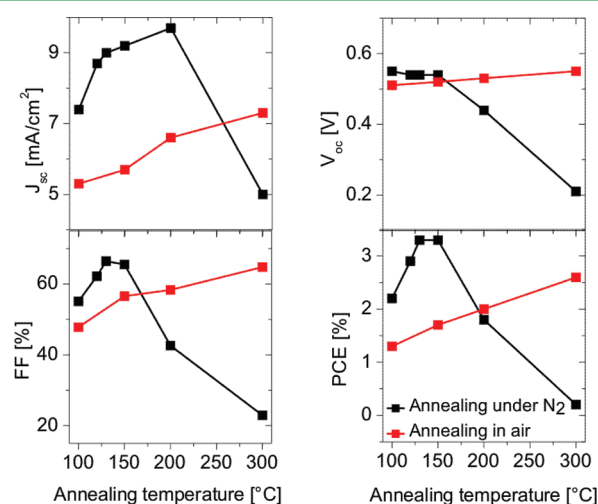 9
7
5
J_sc [mA/cm²]
0.6
0.4
0.2
V_oc [V]
60
40
20
FF [%]
100 150 200 250 300
Annealing temperature [°C]
3
2
1
0
PCE [%]
Annealing under N2
Annealing in air
100 150 200 250 300
Annealing temperature [°C]